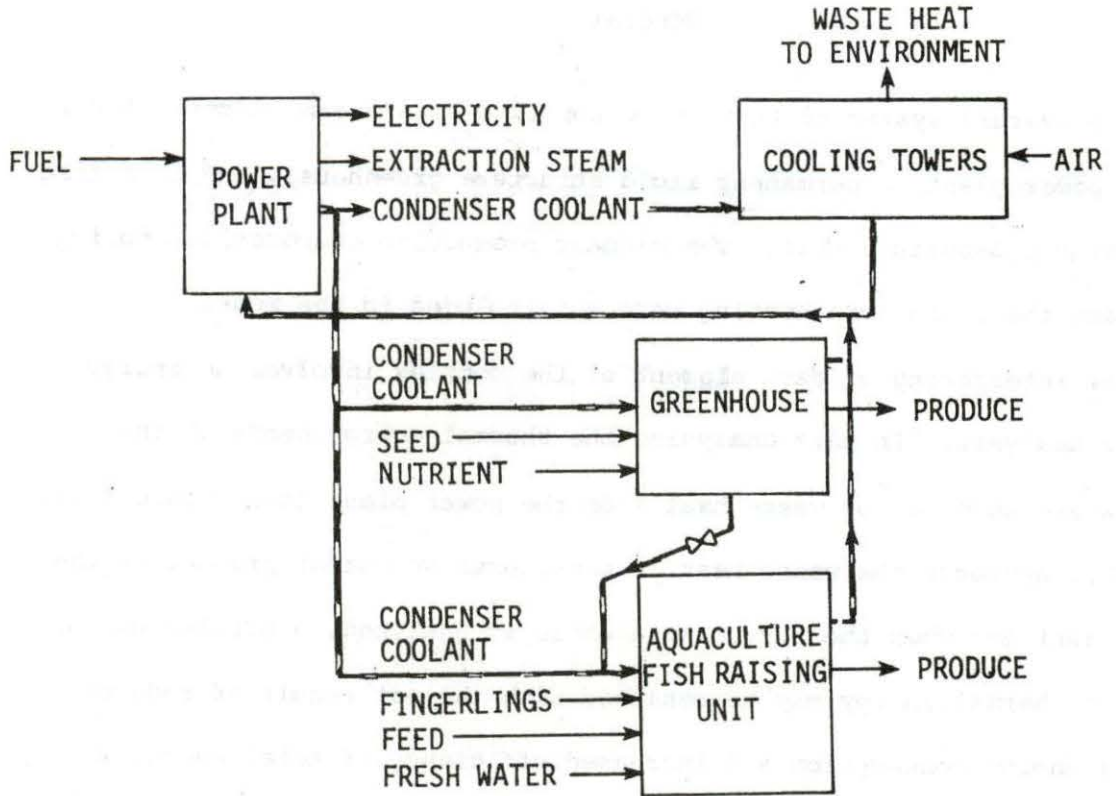 WASTE HEAT
TO ENVIRONMENT
ELECTRICITY
FUEL
EXTRACTION STEAM
POWER
PLANT
CONDENSER COOLANT
COOLING TOWERS
AIR
CONDENSER
COOLANT
GREENHOUSE
PRODUCE
SEED
NUTRIENT
CONDENSER
COOLANT
AQUACULTURE
FISH RAISING
UNIT
PRODUCE
FINGERLINGS
FEED
FRESH WATER